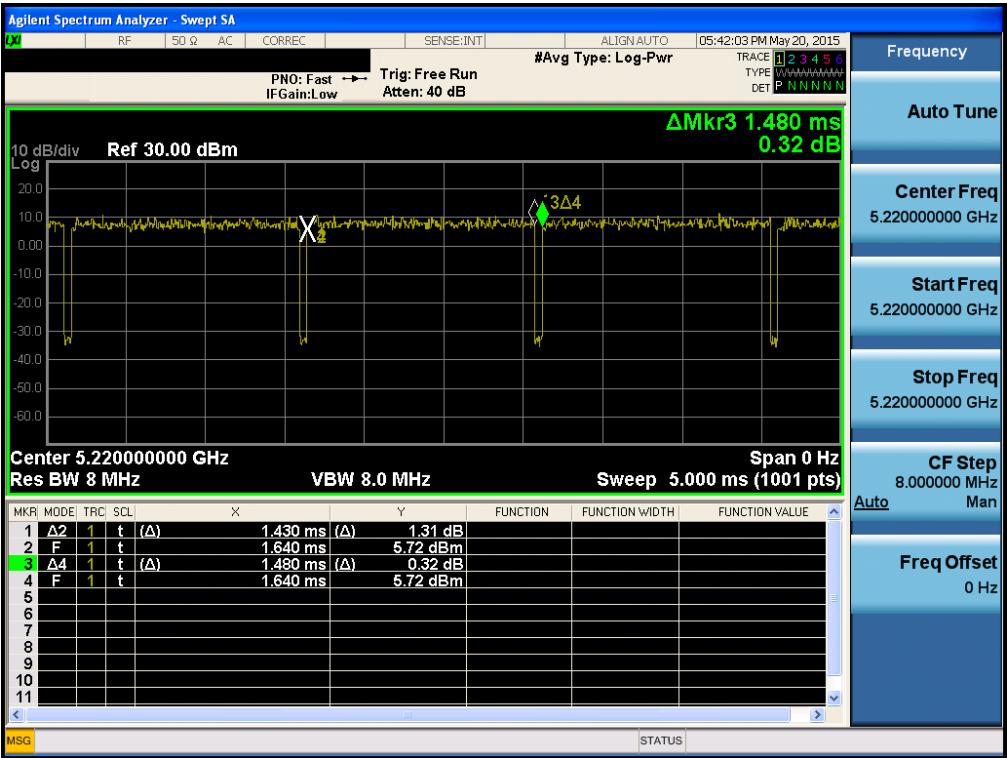 Agilent Spectrum Analyzer - Swept SA
LXI RF 50 Ω AC CORREC SENSE:INT ALIGN AUTO 05:42:03 PM May 20, 2015
#Avg Type: Log-Pwr
TRACE 1 2 3 4 5 6
TYPE
DET P N N N N N
PNO: Fast
IFGain:Low
Trig: Free Run
Atten: 40 dB
ΔMkr3 1.480 ms
0.32 dB
10 dB/div Ref 30.00 dBm
Log
20.0
10.0
0.00
-10.0
-20.0
-30.0
-40.0
-50.0
-60.0
3Δ4
Center 5.220000000 GHz Span 0 Hz
Res BW 8 MHz VBW 8.0 MHz Sweep 5.000 ms (1001 pts)
MKR MODE TRC SCL X Y FUNCTION FUNCTION WIDTH FUNCTION VALUE
1 Δ2 1 t (Δ) 1.430 ms (Δ) 1.31 dB
2 F 1 t 1.640 ms 5.72 dBm
3 Δ4 1 t (Δ) 1.480 ms (Δ) 0.32 dB
4 F 1 t 1.640 ms 5.72 dBm
5
6
7
8
9
10
11
MSG STATUS
Frequency
Auto Tune
Center Freq
5.220000000 GHz
Start Freq
5.220000000 GHz
Stop Freq
5.220000000 GHz
CF Step
8.000000 MHz
Auto Man
Freq Offset
0 Hz